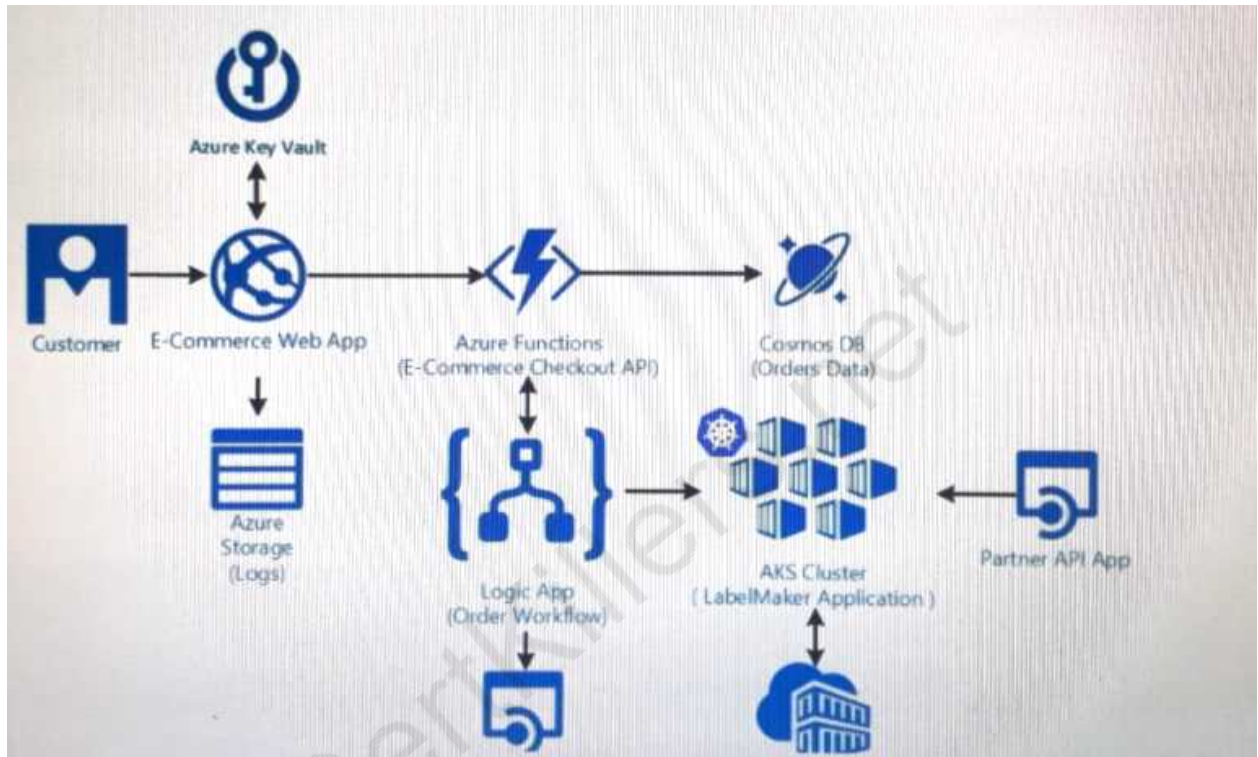 Azure Key Vault
Customer
E-Commerce Web App
Azure Functions
(E-Commerce Checkout API)
Cosmos DB
(Orders Data)
Azure
Storage
(Logs)
Logic App
(Order Workflow)
AKS Cluster
( LabelMaker Application )
Partner API App